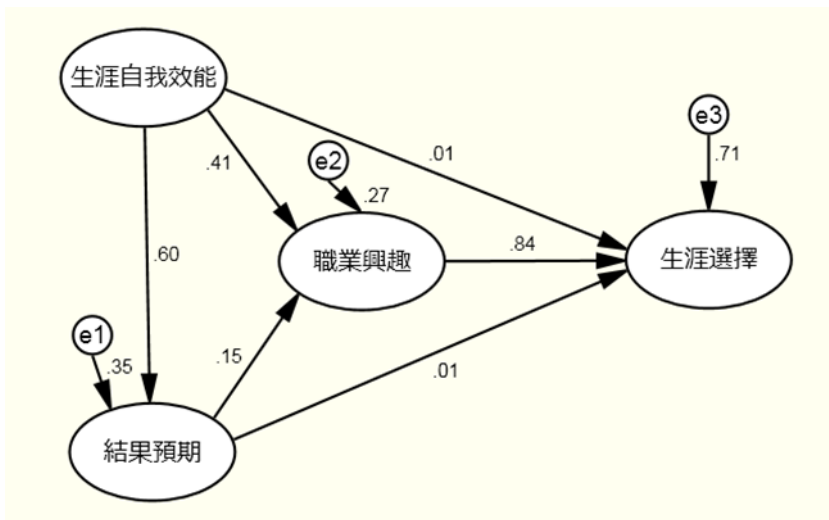 生涯自我效能
e3
.71
.41
e2
.01
.27
.60
職業興趣
.84
生涯選擇
e1
.35
.15
.01
結果預期